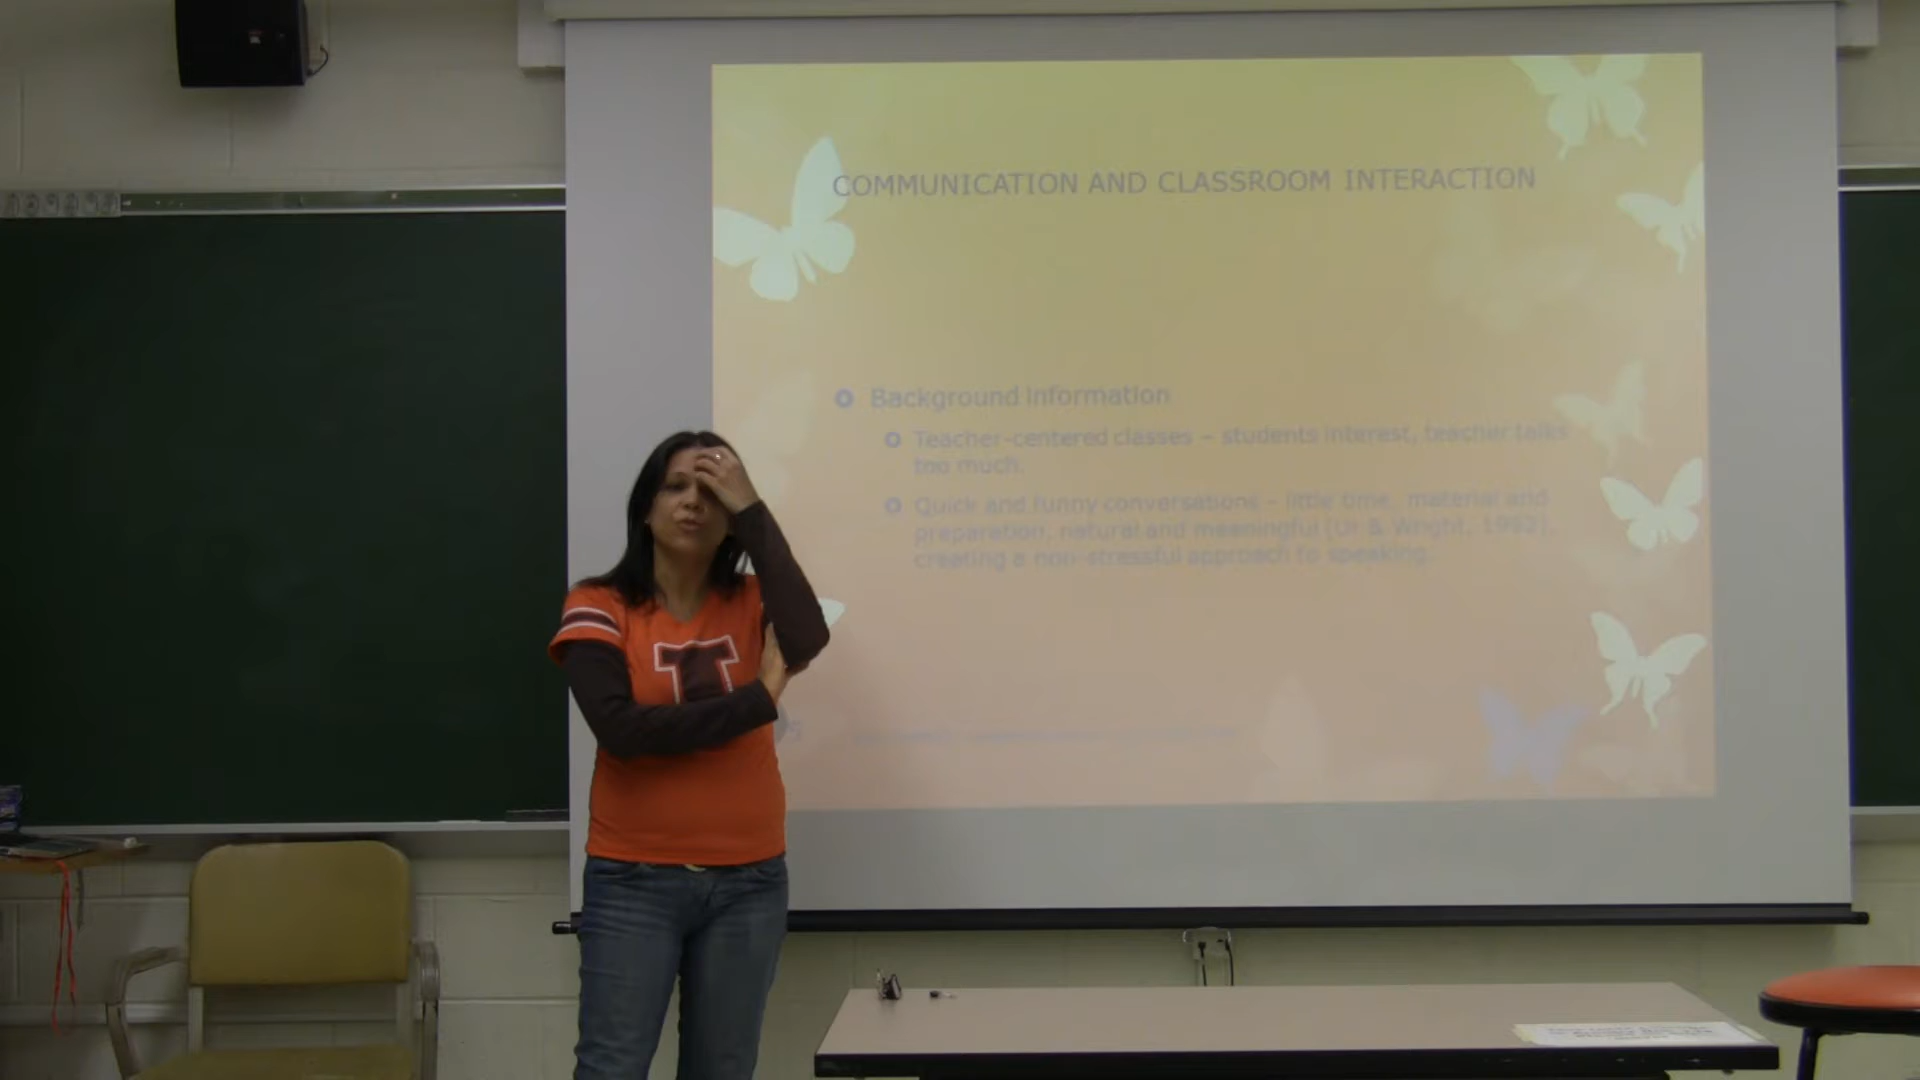 COMMUNICATION AND CLASSROOM INTERACTION
Background information
Teacher-centered classes – students interest, teacher talks
too much.
Quick and funny conversations – little time, material and
preparation, natural and meaningful (Ur & Wright, 1992),
creating a non-stressful approach to speaking.
I